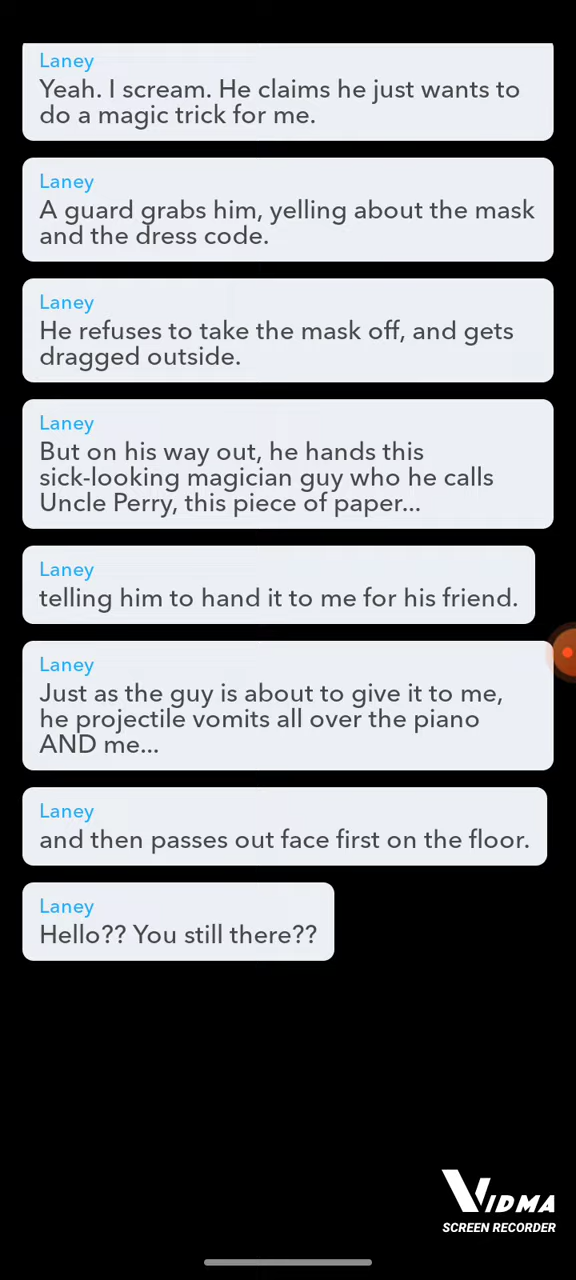 Laney
Yeah. I scream. He claims he just wants to
do a magic trick for me.
Laney
A guard grabs him, yelling about the mask
and the dress code.
Laney
He refuses to take the mask off, and gets
dragged outside.
Laney
But on his way out, he hands this
sick-looking magician guy who he calls
Uncle Perry, this piece of paper...
Laney
telling him to hand it to me for his friend.
Laney
Just as the guy is about to give it to me,
he projectile vomits all over the piano
AND me...
Laney
and then passes out face first on the floor.
Laney
Hello?? You still there??
VIDMA
SCREEN RECORDER